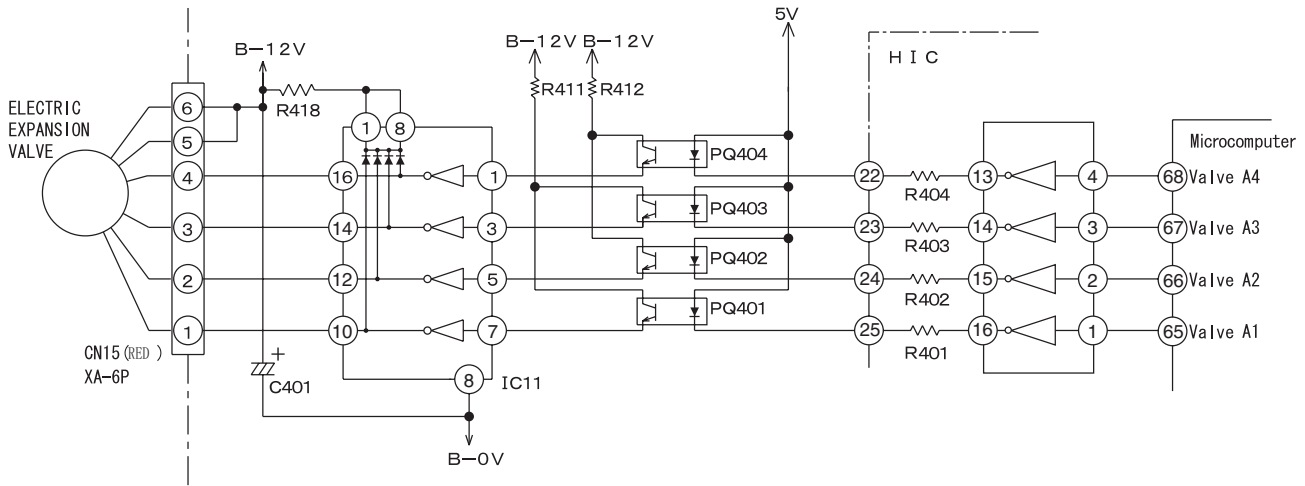 5V
B-12V
B-12V
B-12V
HIC
R418
R411
R412
ELECTRIC
EXPANSION
VALVE
Microcomputer
6
5
4
3
2
1
1
8
16
14
12
10
1
3
5
7
8
IC11
PQ404
PQ403
PQ402
PQ401
22
23
24
25
R404
R403
R402
R401
13
14
15
16
4
3
2
1
68 Valve A4
67 Valve A3
66 Valve A2
65 Valve A1
CN15 (RED )
XA-6P
+
C401
B-0V